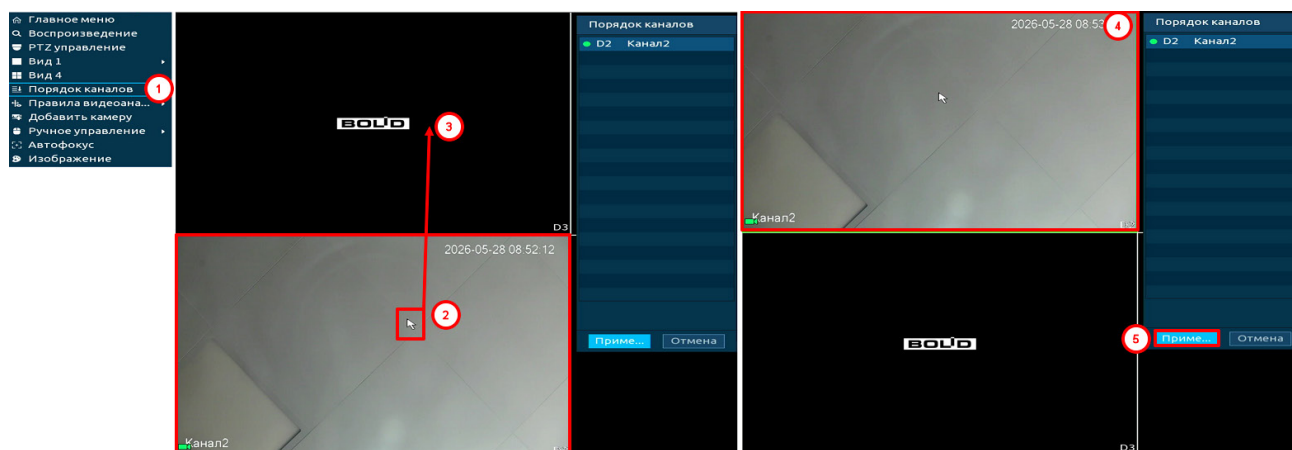 Главное меню
Воспроизведение
PTZ управление
Вид 1
Вид 4
Порядок каналов
1
Правила видеоана...
Добавить камеру
Ручное управление
Автофокус
Изображение
BOLID
3
D3
2026-05-28 08:52:12
2
Канал2
Порядок каналов
D2 Канал2
Приме...
Отмена
2026-05-28 08:53
4
Канал2
BOLID
D3
Порядок каналов
D2 Канал2
5
Приме...
Отмена